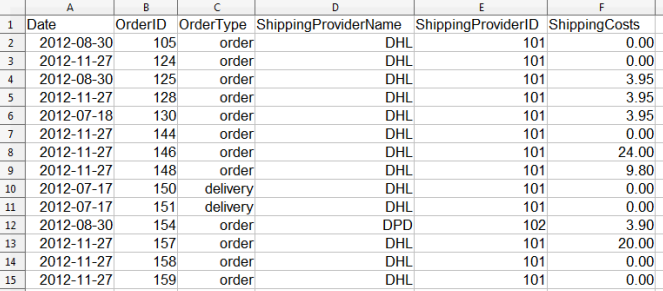 A B C D E F
1 Date OrderID OrderType ShippingProviderName ShippingProviderID ShippingCosts
2 2012-08-30 105 order DHL 101 0.00
3 2012-11-27 124 order DHL 101 0.00
4 2012-08-30 125 order DHL 101 3.95
5 2012-11-27 128 order DHL 101 3.95
6 2012-07-18 130 order DHL 101 3.95
7 2012-11-27 144 order DHL 101 0.00
8 2012-11-27 146 order DHL 101 24.00
9 2012-11-27 148 order DHL 101 9.80
10 2012-07-17 150 delivery DHL 101 0.00
11 2012-07-17 151 delivery DHL 101 0.00
12 2012-08-30 154 order DPD 102 3.90
13 2012-11-27 157 order DHL 101 20.00
14 2012-11-27 158 order DHL 101 0.00
15 2012-11-27 159 order DHL 101 0.00